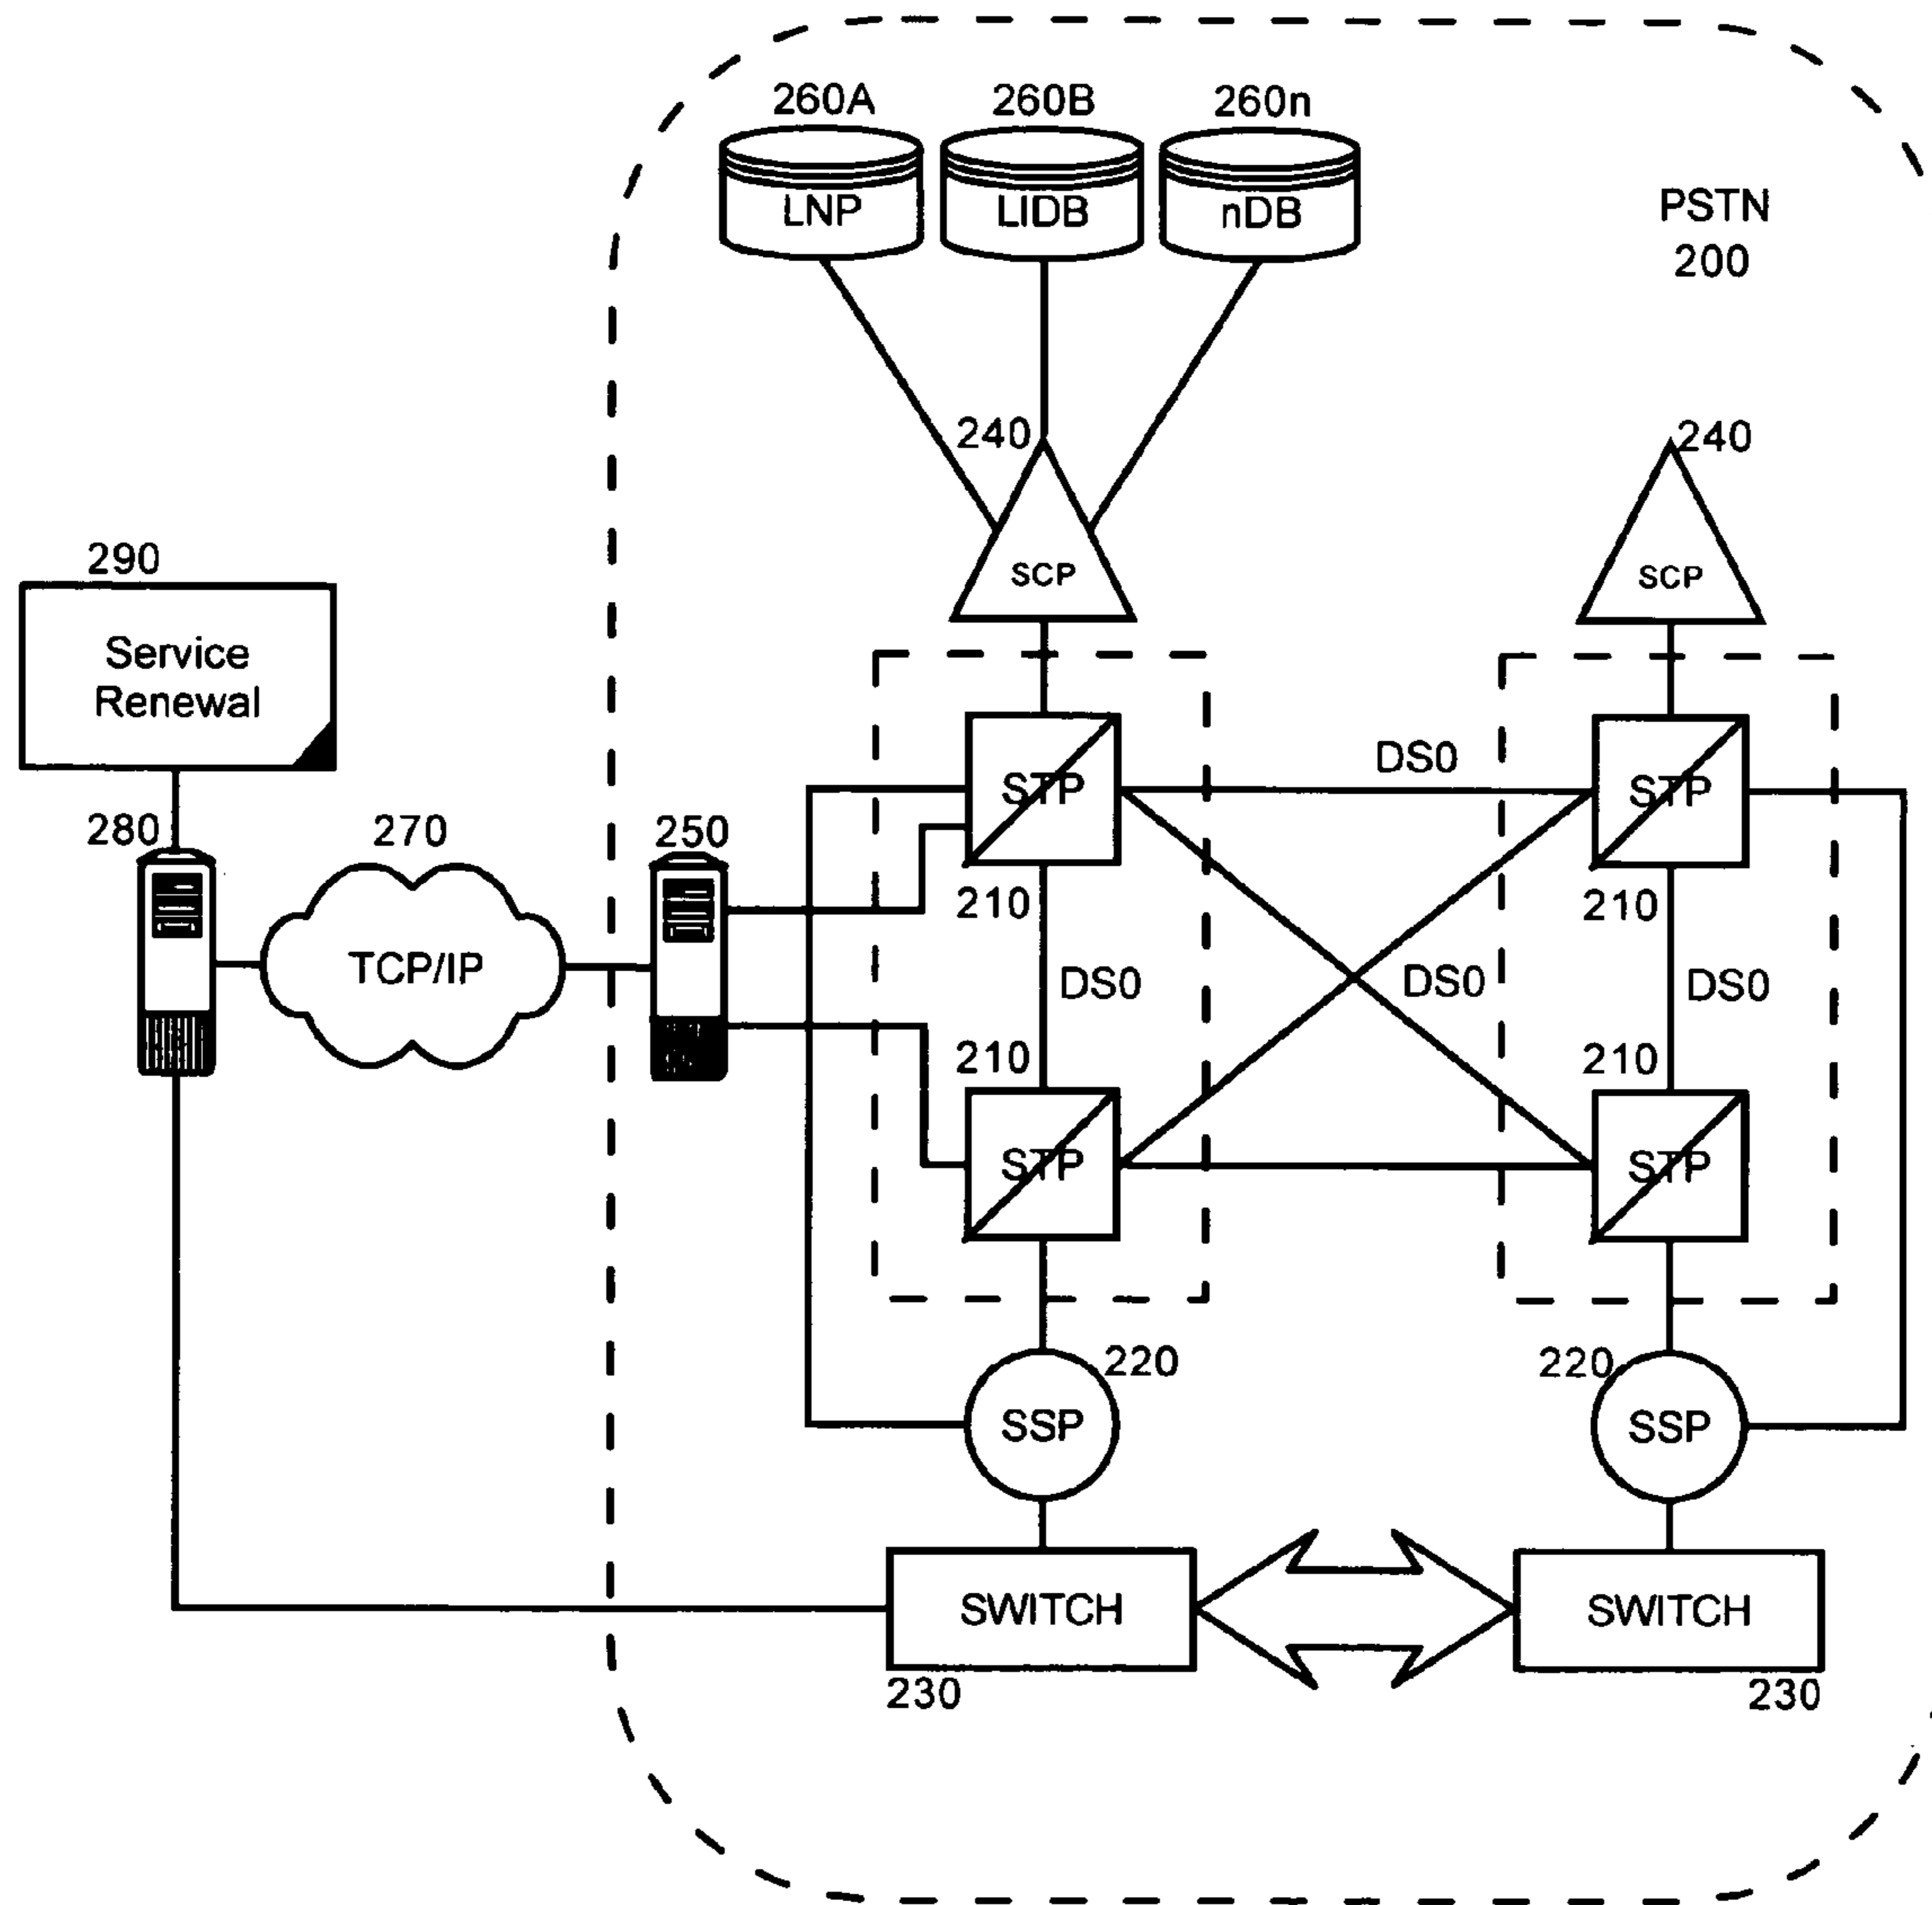 260A 260B 260n
LNP LIDB nDB
PSTN
200
240 240
SCP SCP
290
Service
Renewal
DS0
STP STP
280 270 250
210 210
TCP/IP
DS0 DS0 DS0
210 210
STP STP
220 220
SSP SSP
SWITCH SWITCH
230 230